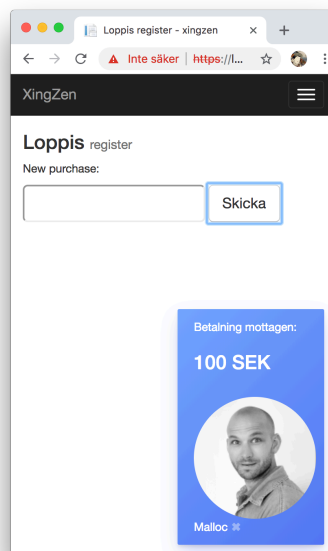 Loppis register - xingzen
Inte säker | https://l...
XingZen
Loppis register
New purchase:
Skicka
Betalning mottagen:
100 SEK
Malloc ⌘